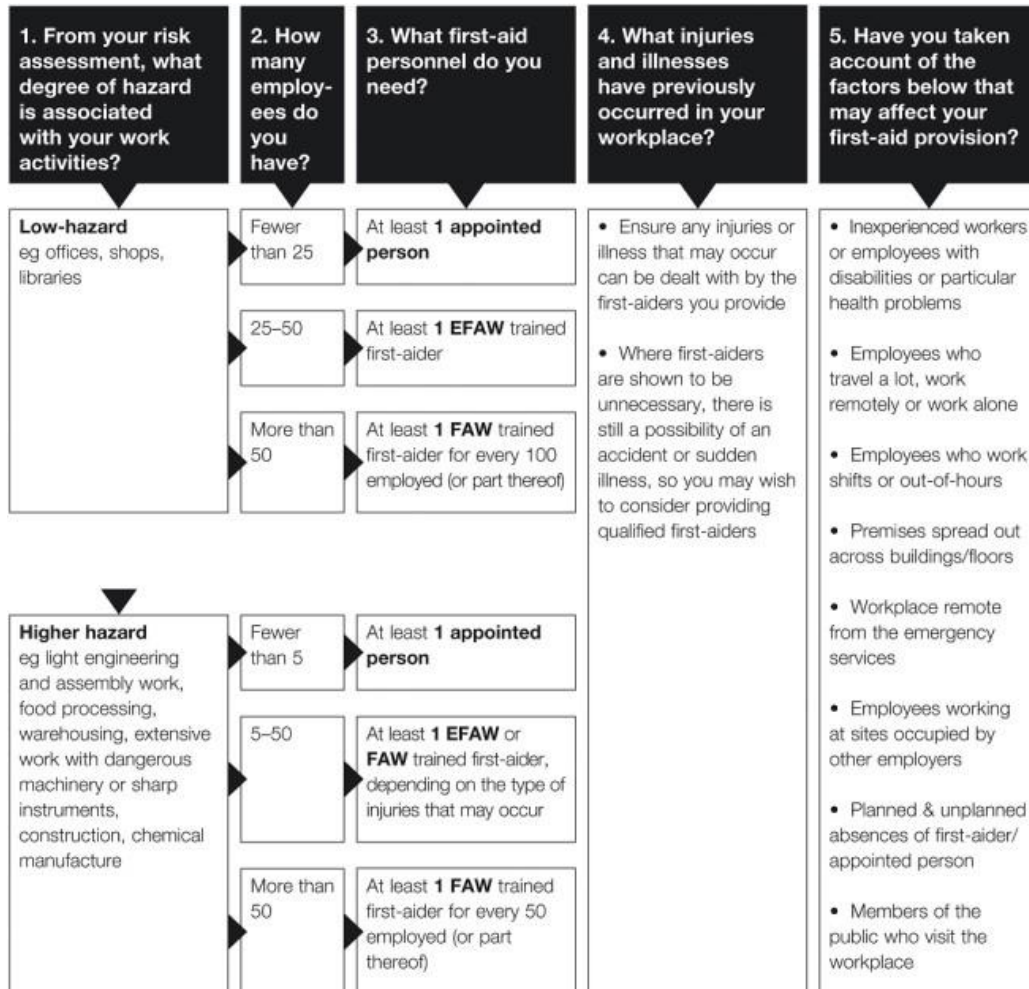 1. From your risk
assessment, what
degree of hazard
is associated
with your work
activities?
2. How
many
employ-
ees do
you
have?
3. What first-aid
personnel do you
need?
4. What injuries
and illnesses
have previously
occurred in your
workplace?
5. Have you taken
account of the
factors below that
may affect your
first-aid provision?
Low-hazard
eg offices, shops,
libraries
Fewer
than 25
At least 1 appointed
person
25–50
At least 1 EFAW trained
first-aider
More than
50
At least 1 FAW trained
first-aider for every 100
employed (or part thereof)
Higher hazard
eg light engineering
and assembly work,
food processing,
warehousing, extensive
work with dangerous
machinery or sharp
instruments,
construction, chemical
manufacture
Fewer
than 5
At least 1 appointed
person
5–50
At least 1 EFAW or
FAW trained first-aider,
depending on the type of
injuries that may occur
More than
50
At least 1 FAW trained
first-aider for every 50
employed (or part
thereof)
• Ensure any injuries or
illness that may occur
can be dealt with by the
first-aiders you provide
• Where first-aiders
are shown to be
unnecessary, there is
still a possibility of an
accident or sudden
illness, so you may wish
to consider providing
qualified first-aiders
• Inexperienced workers
or employees with
disabilities or particular
health problems
• Employees who
travel a lot, work
remotely or work alone
• Employees who work
shifts or out-of-hours
• Premises spread out
across buildings/floors
• Workplace remote
from the emergency
services
• Employees working
at sites occupied by
other employers
• Planned & unplanned
absences of first-aider/
appointed person
• Members of the
public who visit the
workplace